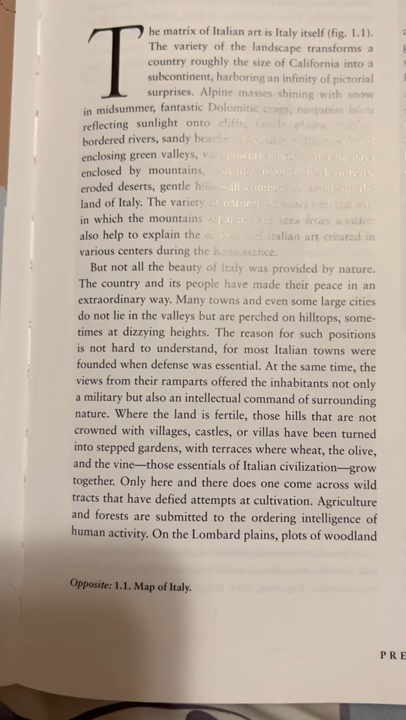 The matrix of Italian art is Italy itself (fig. 1.1).
The variety of the landscape transforms a
country roughly the size of California into a
subcontinent, harboring an infinity of pictorial
surprises. Alpine masses shining with snow
in midsummer, fantastic Dolomitic crags, turquoise
reflecting sunlight onto cliffs,
bordered rivers, sandy
enclosing green valleys,
enclosed by mountains,
eroded deserts, gentle
land of Italy. The variety
in which the mountains separate one area from another
also help to explain the italian art created in
various centers during the Renaissance.
But not all the beauty of Italy was provided by nature.
The country and its people have made their peace in an
extraordinary way. Many towns and even some large cities
do not lie in the valleys but are perched on hilltops, some-
times at dizzying heights. The reason for such positions
is not hard to understand, for most Italian towns were
founded when defense was essential. At the same time, the
views from their ramparts offered the inhabitants not only
a military but also an intellectual command of surrounding
nature. Where the land is fertile, those hills that are not
crowned with villages, castles, or villas have been turned
into stepped gardens, with terraces where wheat, the olive,
and the vine—those essentials of Italian civilization—grow
together. Only here and there does one come across wild
tracts that have defied attempts at cultivation. Agriculture
and forests are submitted to the ordering intelligence of
human activity. On the Lombard plains, plots of woodland
Opposite: 1.1. Map of Italy.
PRE